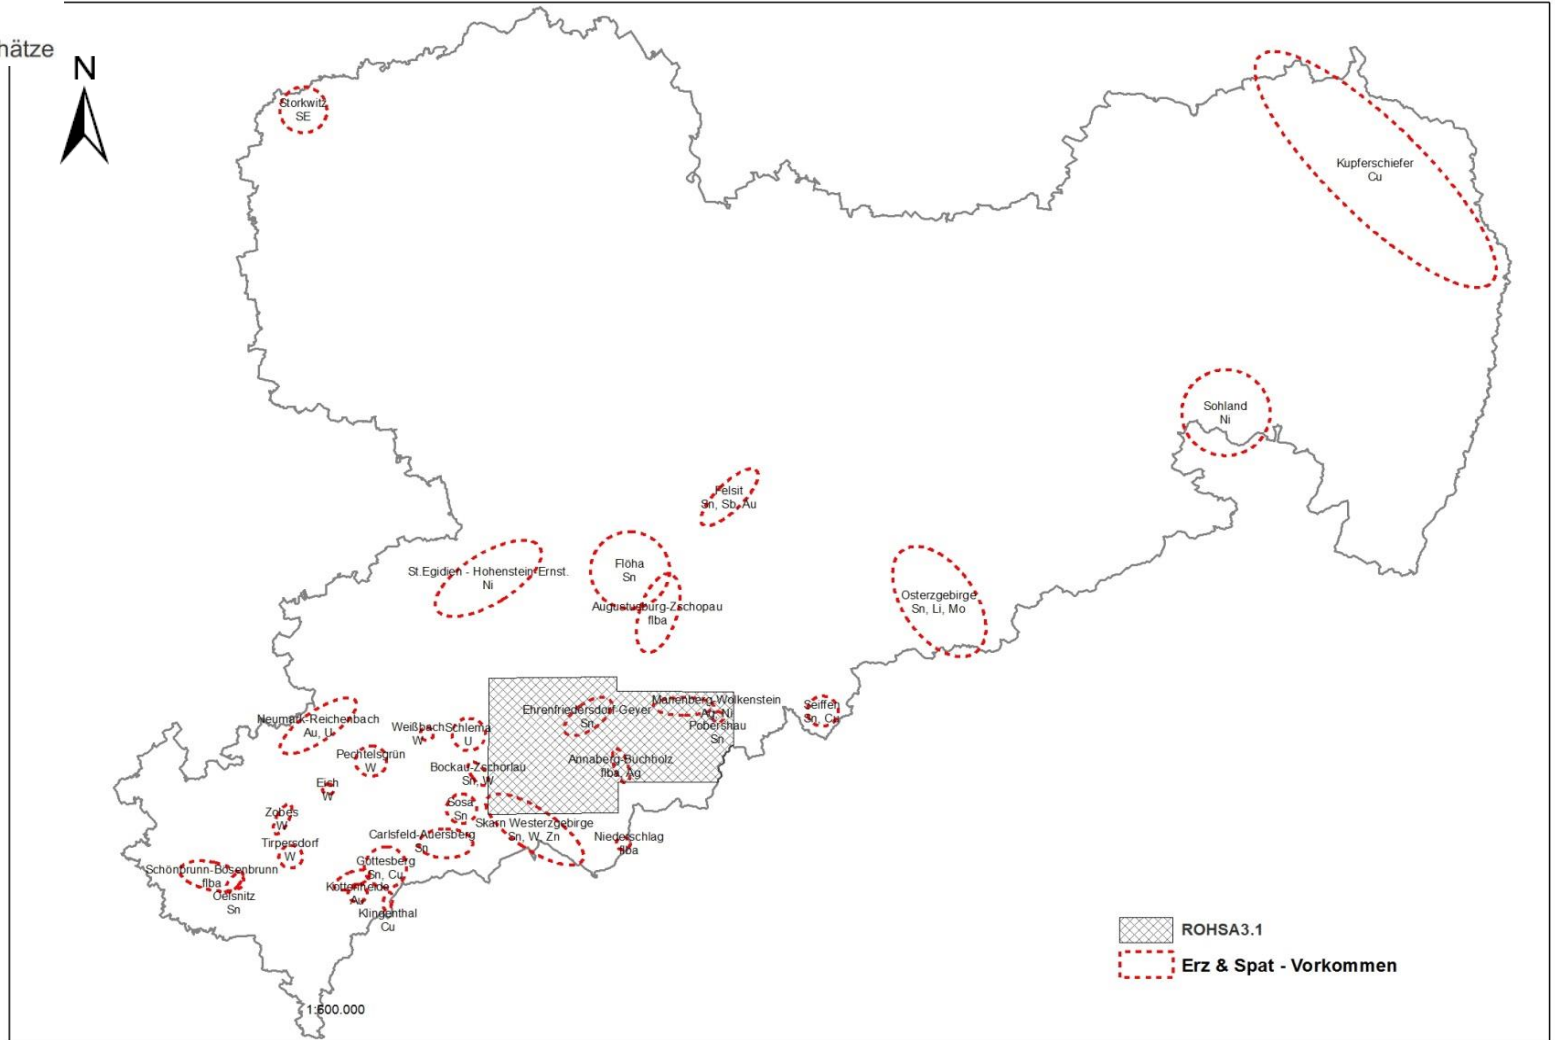 hätze
N
Storkwitz
SE
Kupferschiefer
Cu
Sohland
Ni
Felsit
Sn, Sb, Au
Flöha
Sn
St.Egidien - Hohenstein-Ernst.
Ni
Augustusburg-Zschopau
flba
Osterzgebirge
Sn, Li, Mo
Neumark-Reichenbach
Au, U
Weißbach
W
Schlema
U
Ehrenfriedersdorf-Geyer
Sn
Marienberg-Wolkenstein
Ag, Ni
Pobershau
Sn
Seiffen
Sn, Cu
Pechtelsgrün
W
Bockau-Zschorlau
Sn, W
Annaberg-Buchholz
flba, Ag
Eich
W
Sosa
Sn
Zobes
W
Skarn Westerzgebirge
Sn, W, Zn
Niederschlag
flba
Carlsfeld-Auersberg
Sn
Tirpersdorf
W
Gottesberg
Sn, Cu
Schönbrunn-Bösenbrunn
flba
Oelsnitz
Sn
Kottenheide
Au
Klingenthal
Cu
ROHSA3.1
Erz & Spat - Vorkommen
1:600.000